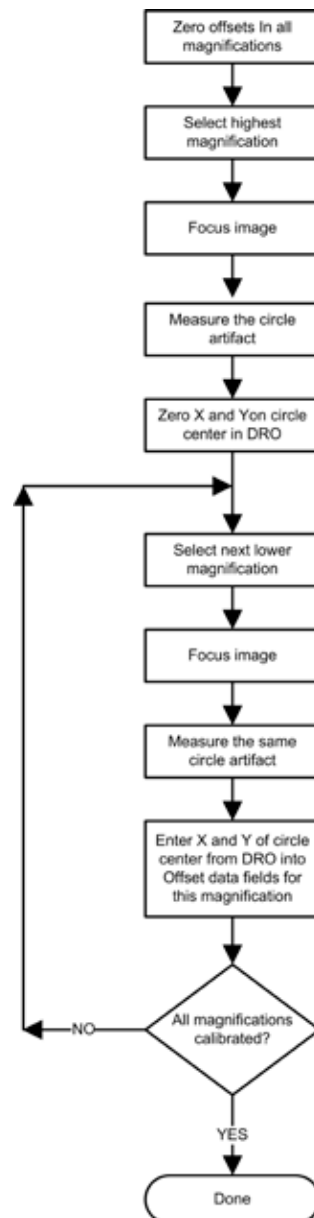 Zero offsets In all
magnifications
Select highest
magnification
Focus image
Measure the circle
artifact
Zero X and Yon circle
center in DRO
Select next lower
magnification
Focus image
Measure the same
circle artifact
Enter X and Y of circle
center from DRO into
Offset data fields for
this magnification
All magnifications
calibrated?
NO
YES
Done